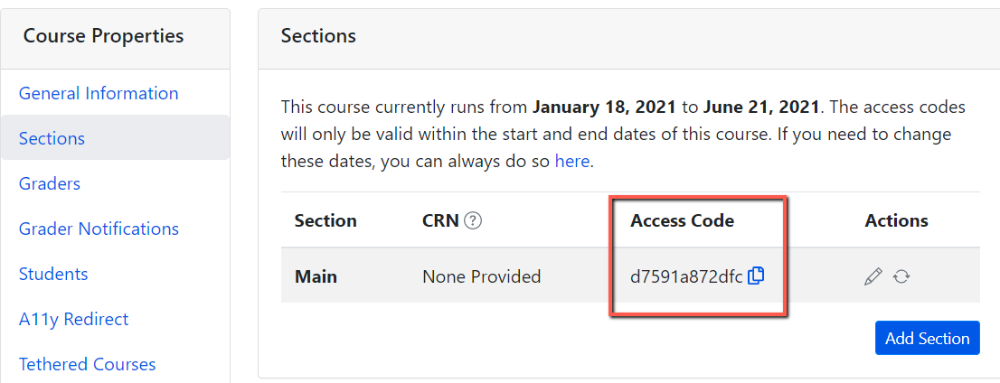 Course Properties
General Information
Sections
Graders
Grader Notifications
Students
A11y Redirect
Tethered Courses
Sections
This course currently runs from January 18, 2021 to June 21, 2021. The access codes
will only be valid within the start and end dates of this course. If you need to change
these dates, you can always do so here.
Section CRN ? Access Code Actions
Main None Provided d7591a872dfc
Add Section